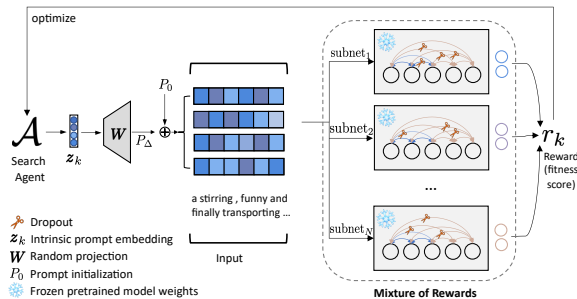 optimize
𝒜
Search
Agent
z_k
W
P_Δ
P_0
a stirring , funny and
finally transporting ...
Input
subnet_1
subnet_2
...
subnet_N
Mixture of Rewards
r_k
Reward
(fitness
score)
Dropout
z_k Intrinsic prompt embedding
W Random projection
P_0 Prompt initialization
Frozen pretrained model weights